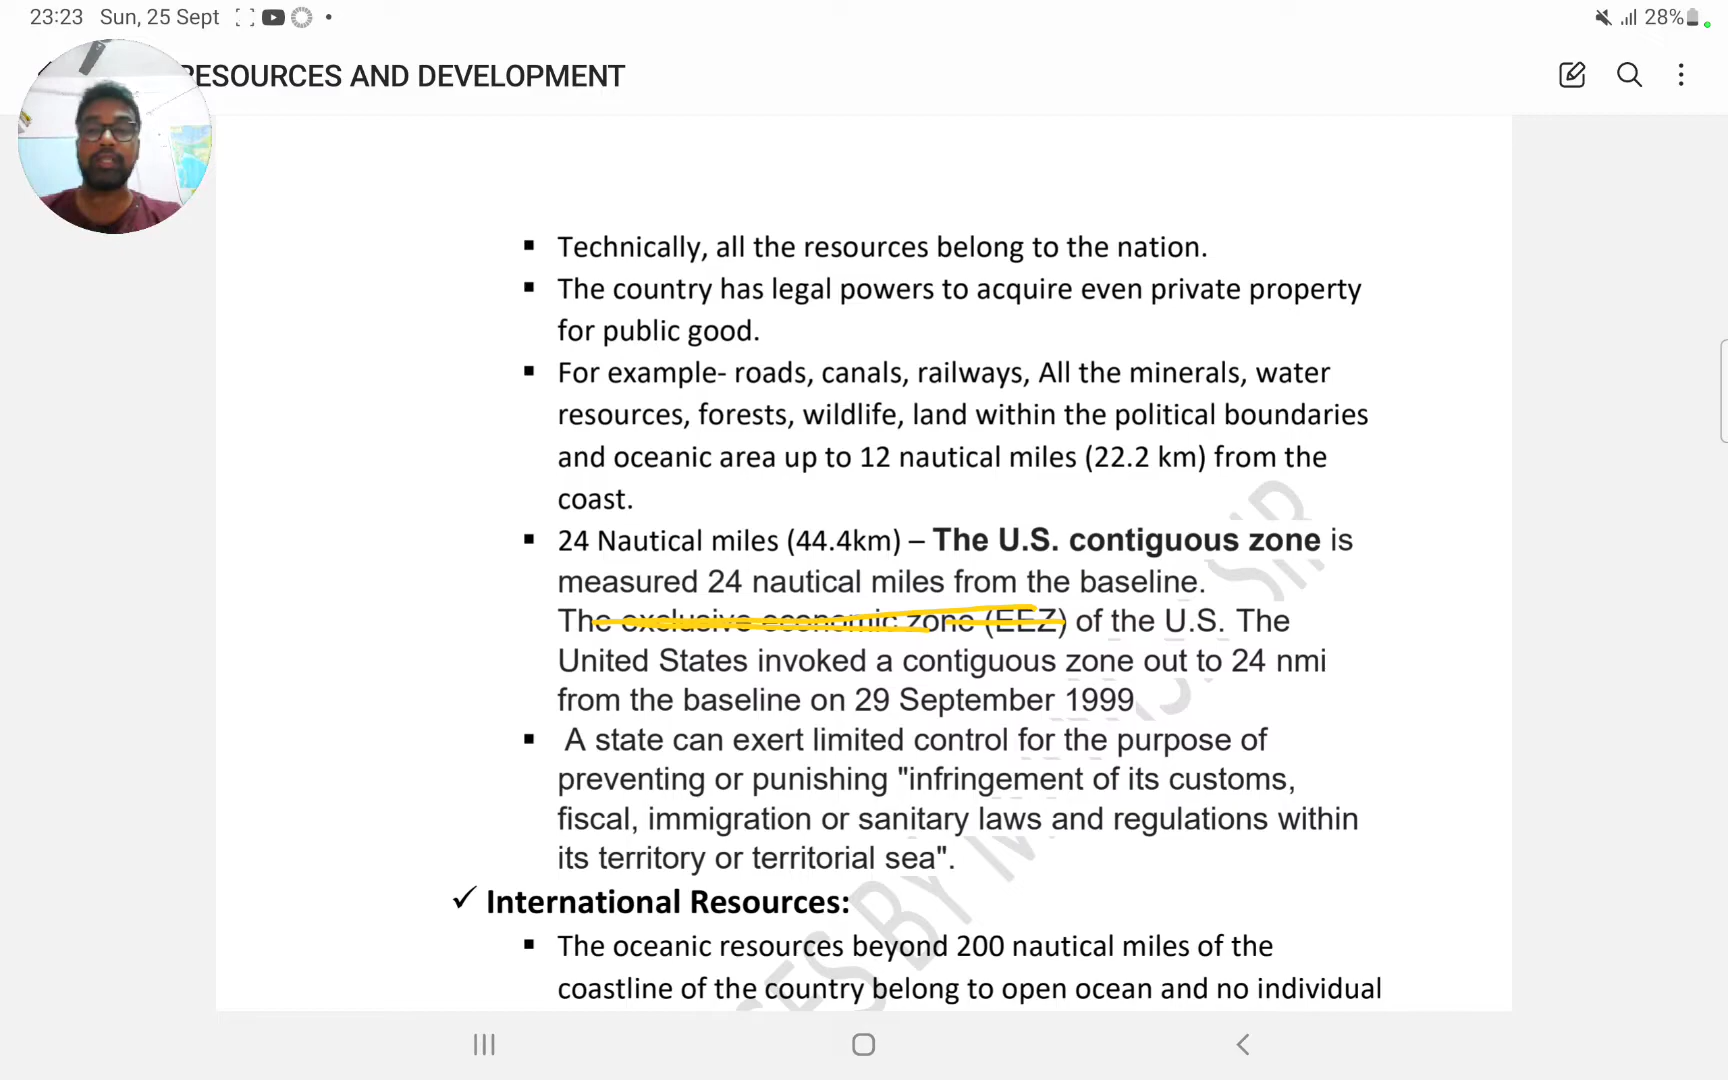 23:23 Sun, 25 Sept
28%
RESOURCES AND DEVELOPMENT
▪ Technically, all the resources belong to the nation.
▪ The country has legal powers to acquire even private property
for public good.
▪ For example- roads, canals, railways, All the minerals, water
resources, forests, wildlife, land within the political boundaries
and oceanic area up to 12 nautical miles (22.2 km) from the
coast.
▪ 24 Nautical miles (44.4km) – The U.S. contiguous zone is
measured 24 nautical miles from the baseline.
The exclusive economic zone (EEZ) of the U.S. The
United States invoked a contiguous zone out to 24 nmi
from the baseline on 29 September 1999
▪ A state can exert limited control for the purpose of
preventing or punishing "infringement of its customs,
fiscal, immigration or sanitary laws and regulations within
its territory or territorial sea".
✓ International Resources:
▪ The oceanic resources beyond 200 nautical miles of the
coastline of the country belong to open ocean and no individual